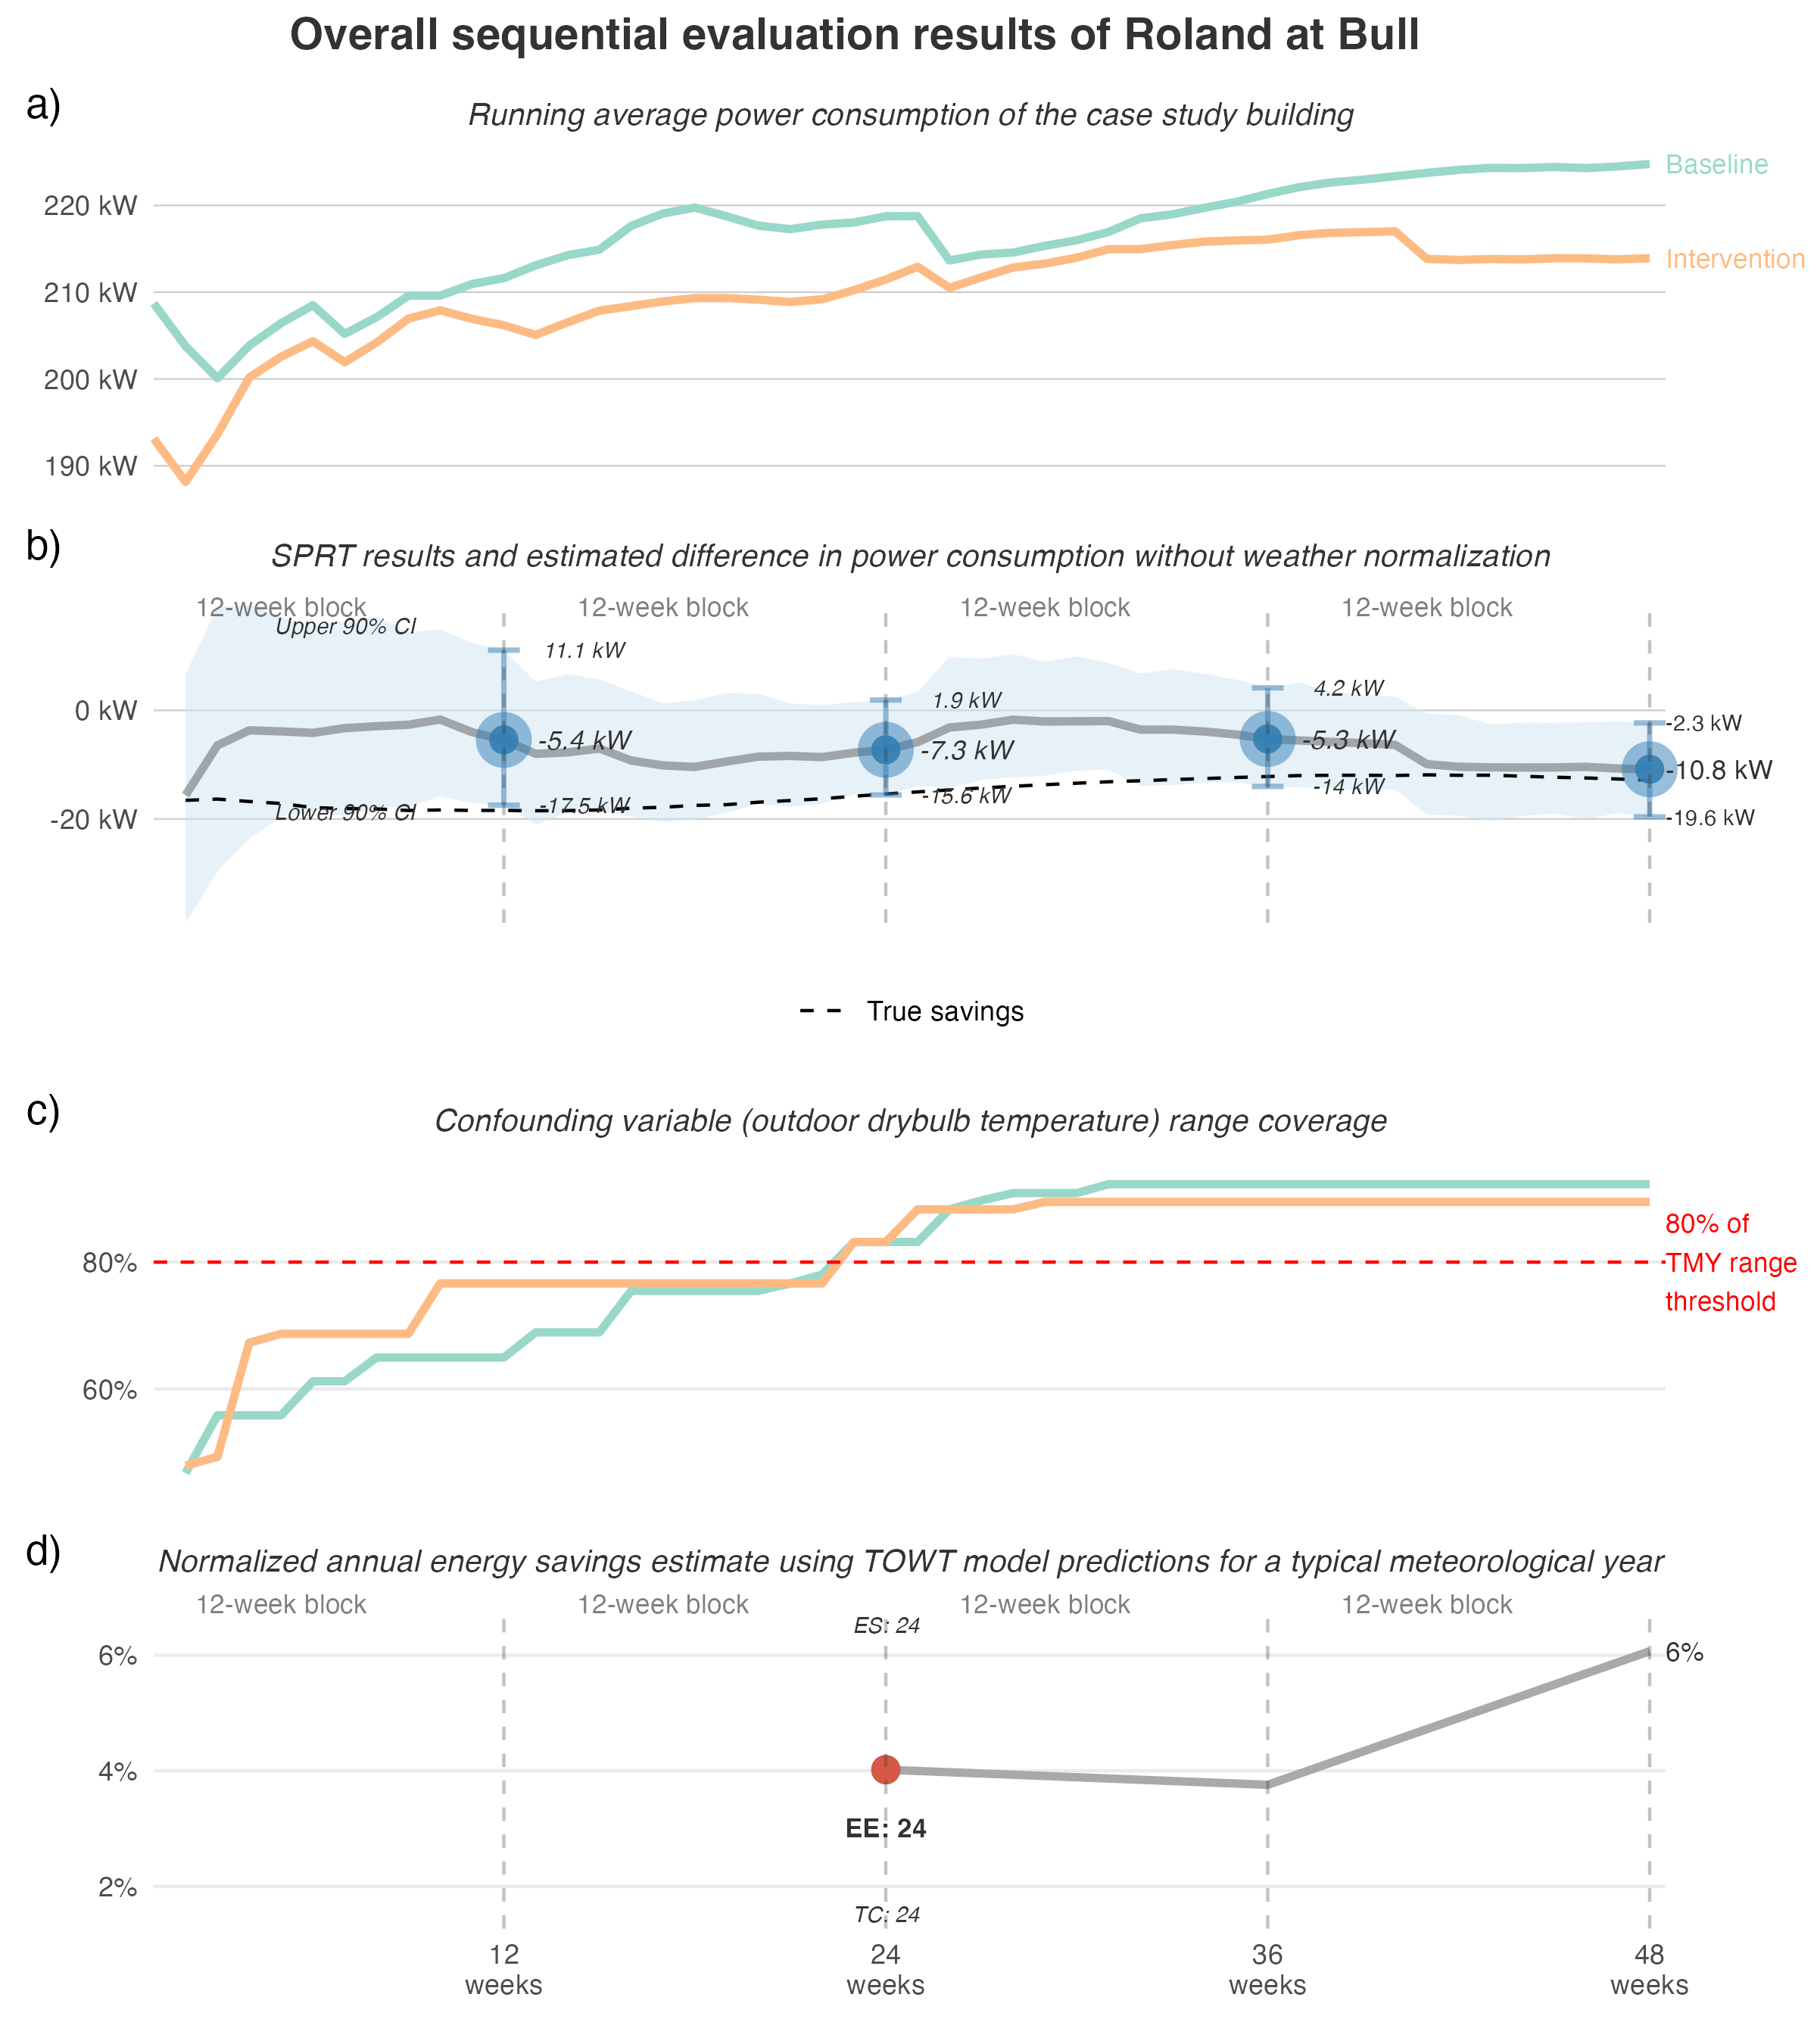 Overall sequential evaluation results of Roland at Bull
a)
Running average power consumption of the case study building
Baseline
220 kW
Intervention
210 kW
200 kW
190 kW
b)
SPRT results and estimated difference in power consumption without weather normalization
12-week block 12-week block 12-week block 12-week block
Upper 90% CI
11.1 kW
4.2 kW
1.9 kW
0 kW
-2.3 kW
-5.4 kW
-7.3 kW
-5.3 kW
-10.8 kW
-14 kW
-15.6 kW
-17.5 kW
Lower 90% CI
-20 kW
-19.6 kW
True savings
c)
Confounding variable (outdoor drybulb temperature) range coverage
80% of
TMY range
threshold
80%
60%
d)
Normalized annual energy savings estimate using TOWT model predictions for a typical meteorological year
12-week block 12-week block 12-week block 12-week block
ES: 24
6%
6%
4%
EE: 24
2%
TC: 24
12 24 36 48
weeks weeks weeks weeks